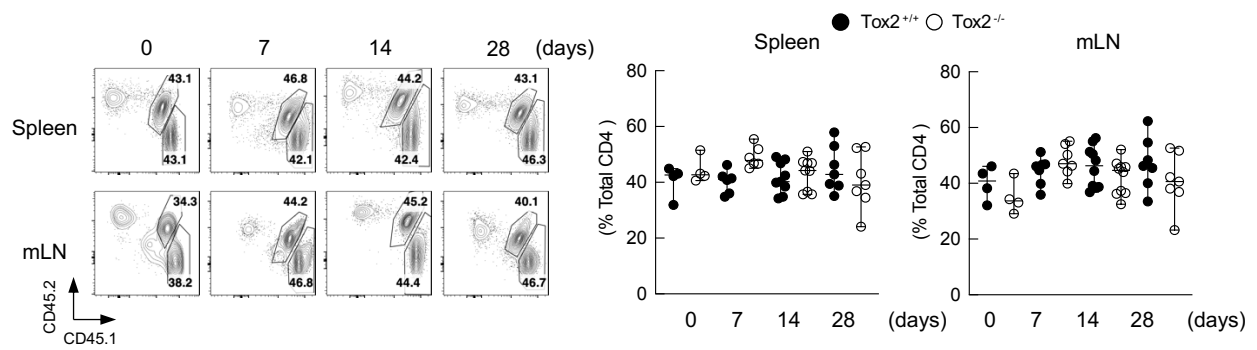 Tox2+/+ Tox2-/-
0 7 14 28 (days)
Spleen mLN
43.1 46.8 44.2 43.1
Spleen
43.1 42.1 42.4 46.3
34.3 44.2 45.2 40.1
mLN
38.2 46.8 44.4 46.7
CD45.2
CD45.1
(% Total CD4 )
80
60
40
20
0
0 7 14 28 (days)
(% Total CD4 )
80
60
40
20
0
0 7 14 28 (days)